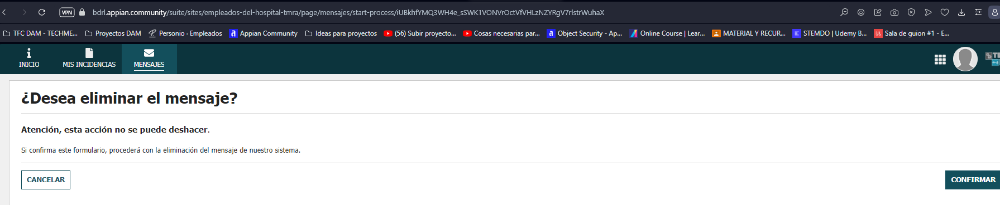 VPN bdrl.appian.community/suite/sites/empleados-del-hospital-tmra/page/mensajes/start-process/iUBkhfYMQ3WH4e_sSWK1VONVrOctVfVHLzNZYRgV7rlstrWuhaX
TFC DAM - TECHME... Proyectos DAM Personio · Empleados Appian Community Ideas para proyectos (56) Subir proyecto... Cosas necesarias par... Object Security - Ap... Online Course | Lear... MATERIAL Y RECUR... STEMDO | Udemy B... Sala de guion #1 - E...
INICIO MIS INCIDENCIAS MENSAJES
¿Desea eliminar el mensaje?
Atención, esta acción no se puede deshacer.
Si confirma este formulario, procederá con la eliminación del mensaje de nuestro sistema.
CANCELAR CONFIRMAR